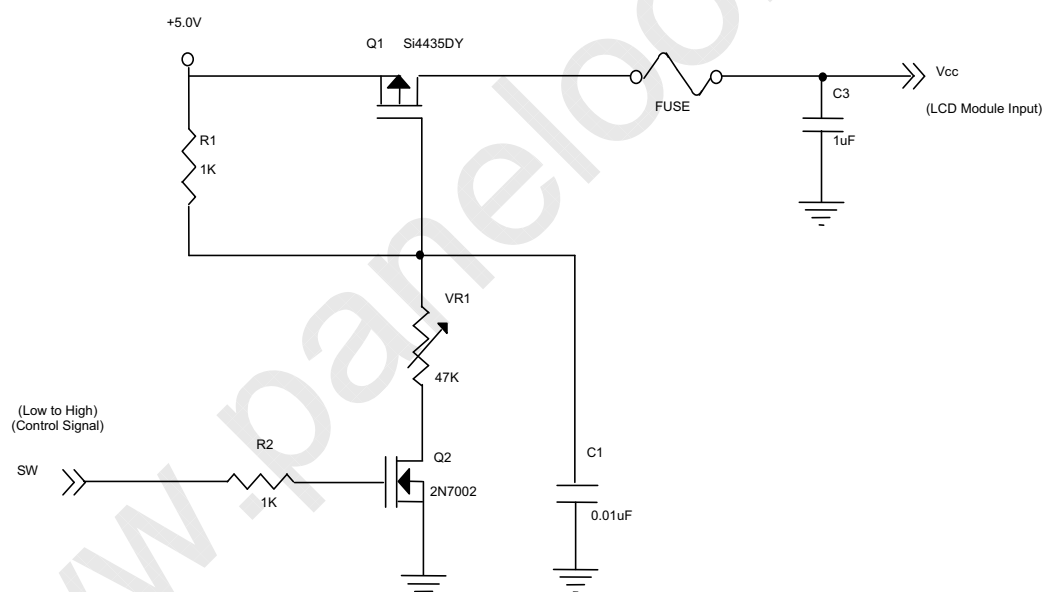 +5.0V
Q1 Si4435DY
Vcc
C3
FUSE
(LCD Module Input)
R1
1uF
1K
VR1
47K
(Low to High)
(Control Signal)
R2
Q2
C1
SW
2N7002
1K
0.01uF
w.paneloo